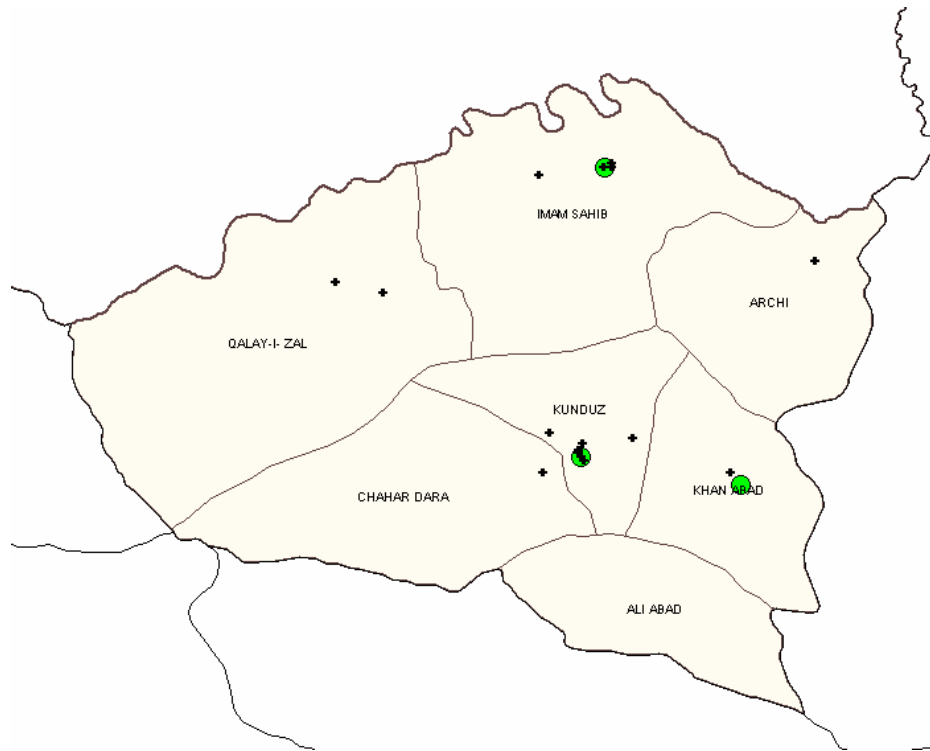 IMAM SAHIB
ARCHI
QALAY-I- ZAL
KUNDUZ
KHAN ABAD
CHAHAR DARA
ALI ABAD